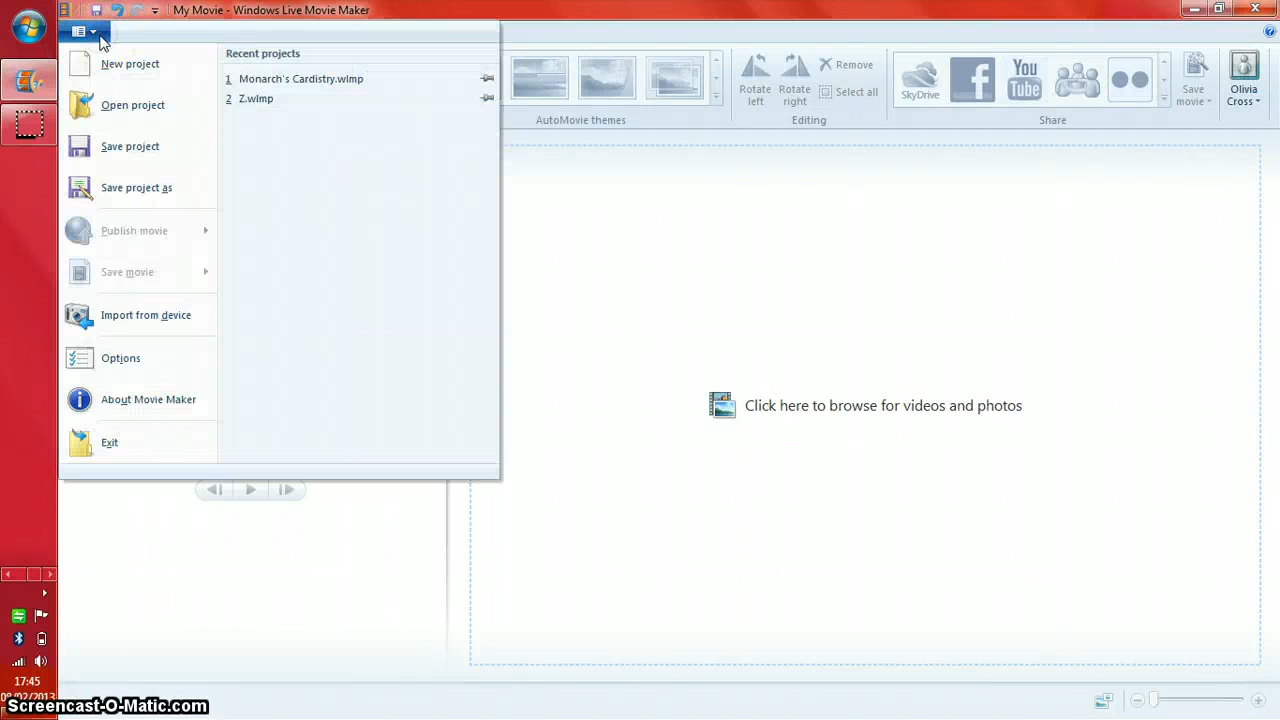 My Movie - Windows Live Movie Maker
New project
Open project
Save project
Save project as
Publish movie
Save movie
Import from device
Options
About Movie Maker
Exit
Recent projects
1 Monarch's Cardistry.wlmp
2 Z.wlmp
AutoMovie themes
Rotate left
Rotate right
Remove
Select all
Editing
SkyDrive
f
You Tube
Share
Save movie
Olivia Cross
Click here to browse for videos and photos
17:45
08/02/2013
Screencast-O-Matic.com